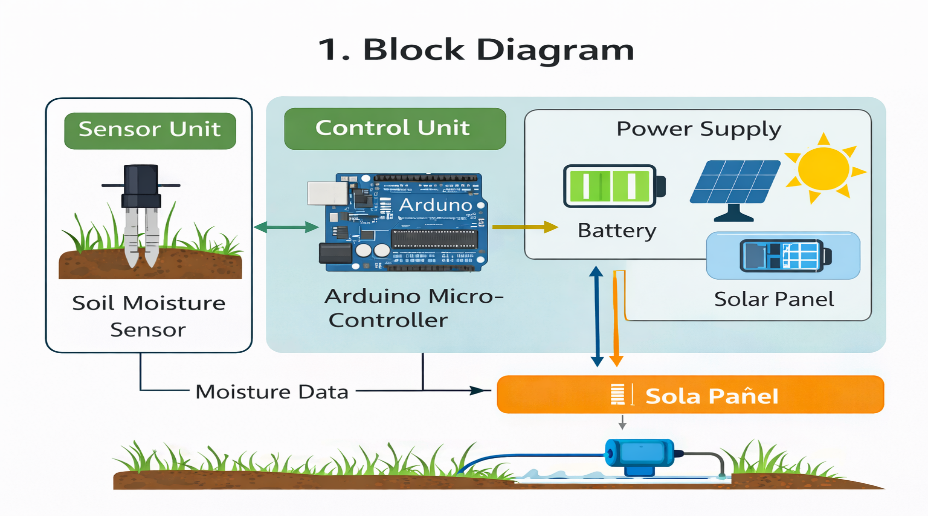 1. Block Diagram
Sensor Unit
Soil Moisture
Sensor
Control Unit
Arduino
Arduino Micro-
Controller
Power Supply
Battery
Solar Panel
Moisture Data
Sola Pañel